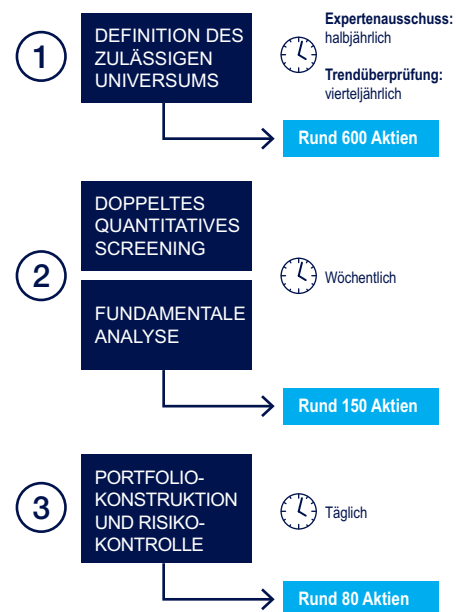 1
DEFINITION DES
ZULÄSSIGEN
UNIVERSUMS
Expertenausschuss:
halbjährlich
Trendüberprüfung:
vierteljährlich
Rund 600 Aktien
2
DOPPELTES
QUANTITATIVES
SCREENING
FUNDAMENTALE
ANALYSE
Wöchentlich
Rund 150 Aktien
3
PORTFOLIO-
KONSTRUKTION
UND RISIKO-
KONTROLLE
Täglich
Rund 80 Aktien